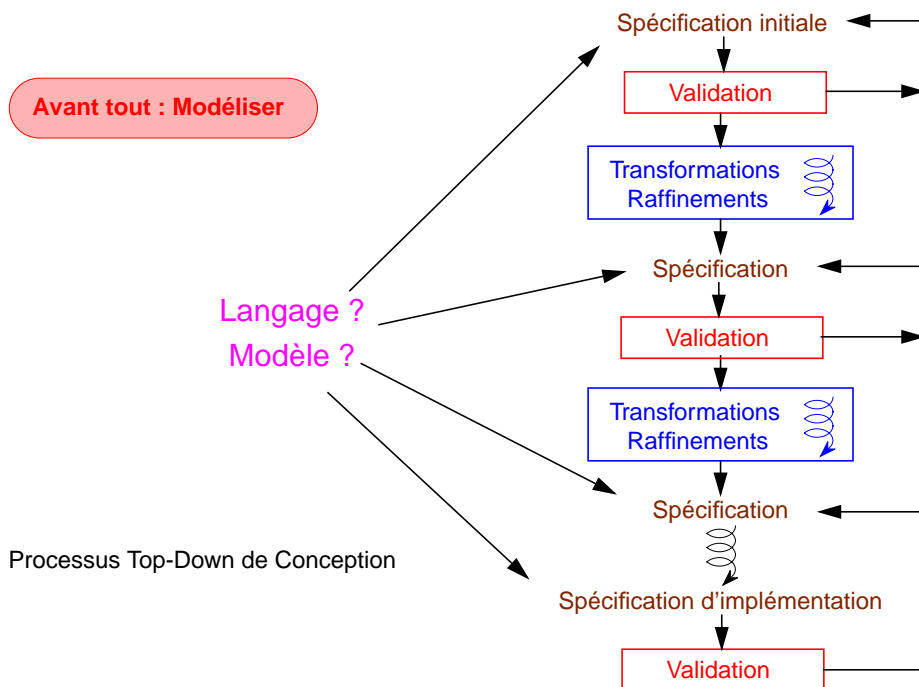 Spécification initiale
Avant tout : Modéliser
Validation
Transformations
Raffinements
Spécification
Langage ?
Modèle ?
Validation
Transformations
Raffinements
Spécification
Processus Top-Down de Conception
Spécification d’implémentation
Validation